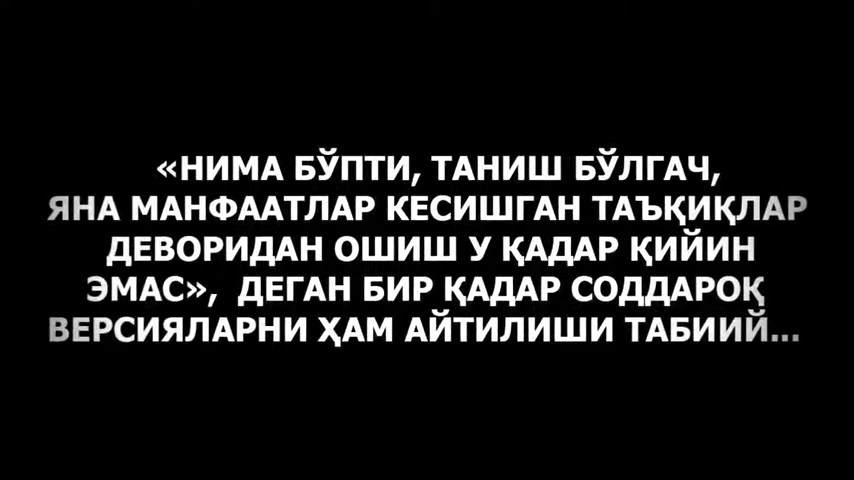 «НИМА БЎПТИ, ТАНИШ БЎЛГАЧ,
ЯНА МАНФААТЛАР КЕСИШГАН ТАЪҚИҚЛАР
ДЕВОРИДАН ОШИШ У ҚАДАР ҚИЙИН
ЭМАС», ДЕГАН БИР ҚАДАР СОДДАРОҚ
ВЕРСИЯЛАРНИ ҲАМ АЙТИЛИШИ ТАБИИЙ...